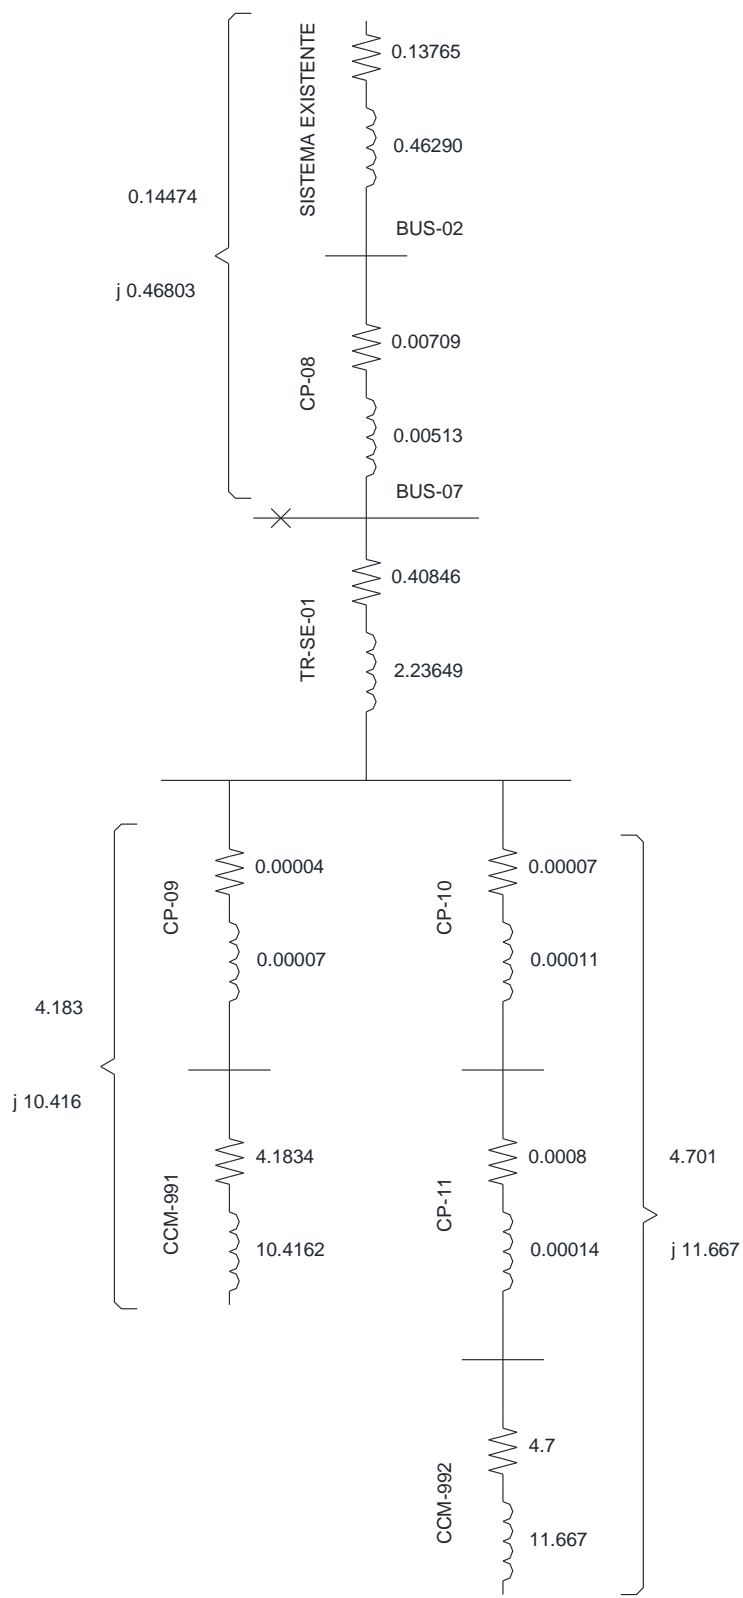 SISTEMA EXISTENTE
0.13765
0.46290
0.14474
j 0.46803
BUS-02
CP-08
0.00709
0.00513
BUS-07
TR-SE-01
0.40846
2.23649
CP-09
0.00004
0.00007
4.183
j 10.416
CCM-991
4.1834
10.4162
CP-10
0.00007
0.00011
CP-11
0.0008
0.00014
4.701
j 11.667
CCM-992
4.7
11.667